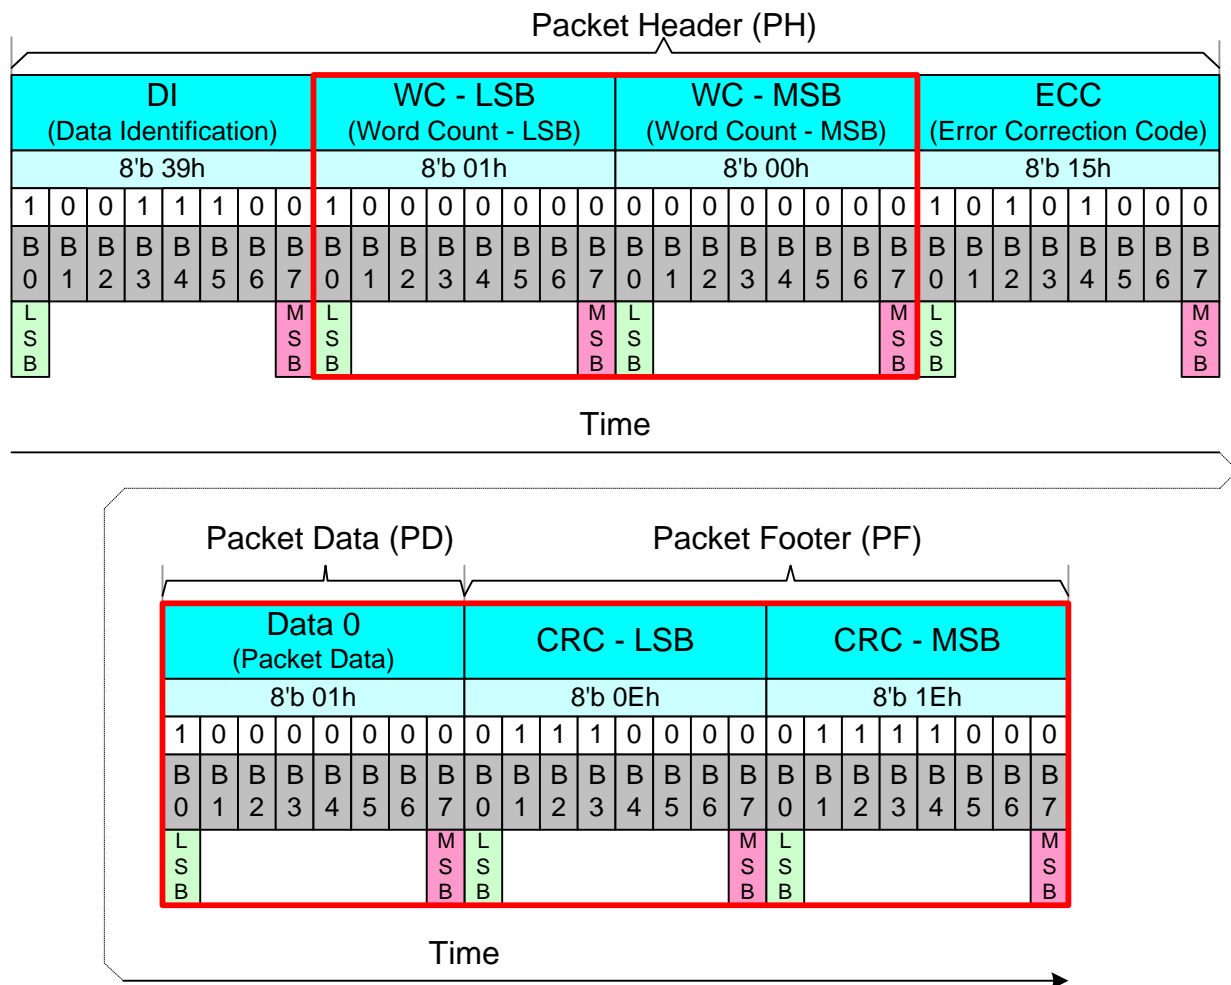 Packet Header (PH)
DI WC - LSB WC - MSB ECC
(Data Identification) (Word Count - LSB) (Word Count - MSB) (Error Correction Code)
8'b 39h 8'b 01h 8'b 00h 8'b 15h
1 0 0 1 1 1 0 0 1 0 0 0 0 0 0 0 0 0 0 0 0 0 0 0 1 0 1 0 1 0 0 0
B B B B B B B B B B B B B B B B B B B B B B B B B B B B B B B B
0 1 2 3 4 5 6 7 0 1 2 3 4 5 6 7 0 1 2 3 4 5 6 7 0 1 2 3 4 5 6 7
L M L M L M L M
S S S S S S S S
B B B B B B B B
Time
Packet Data (PD) Packet Footer (PF)
Data 0 CRC - LSB CRC - MSB
(Packet Data)
8'b 01h 8'b 0Eh 8'b 1Eh
1 0 0 0 0 0 0 0 0 1 1 1 0 0 0 0 0 1 1 1 1 0 0 0
B B B B B B B B B B B B B B B B B B B B B B B B
0 1 2 3 4 5 6 7 0 1 2 3 4 5 6 7 0 1 2 3 4 5 6 7
L M L M L M
S S S S S S
B B B B B B
Time